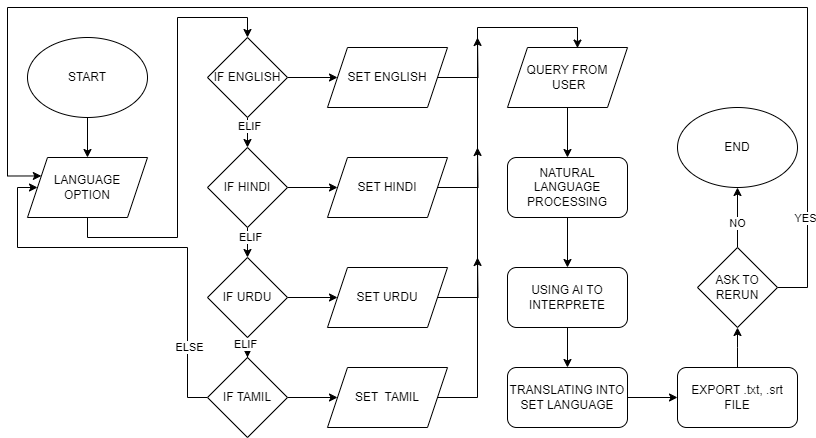 START
LANGUAGE
OPTION
IF ENGLISH
SET ENGLISH
ELIF
IF HINDI
SET HINDI
ELIF
IF URDU
SET URDU
ELIF
ELSE
IF TAMIL
SET TAMIL
QUERY FROM
USER
NATURAL
LANGUAGE
PROCESSING
USING AI TO
INTERPRETE
TRANSLATING INTO
SET LANGUAGE
EXPORT .txt, .srt
FILE
ASK TO
RERUN
NO
YES
END